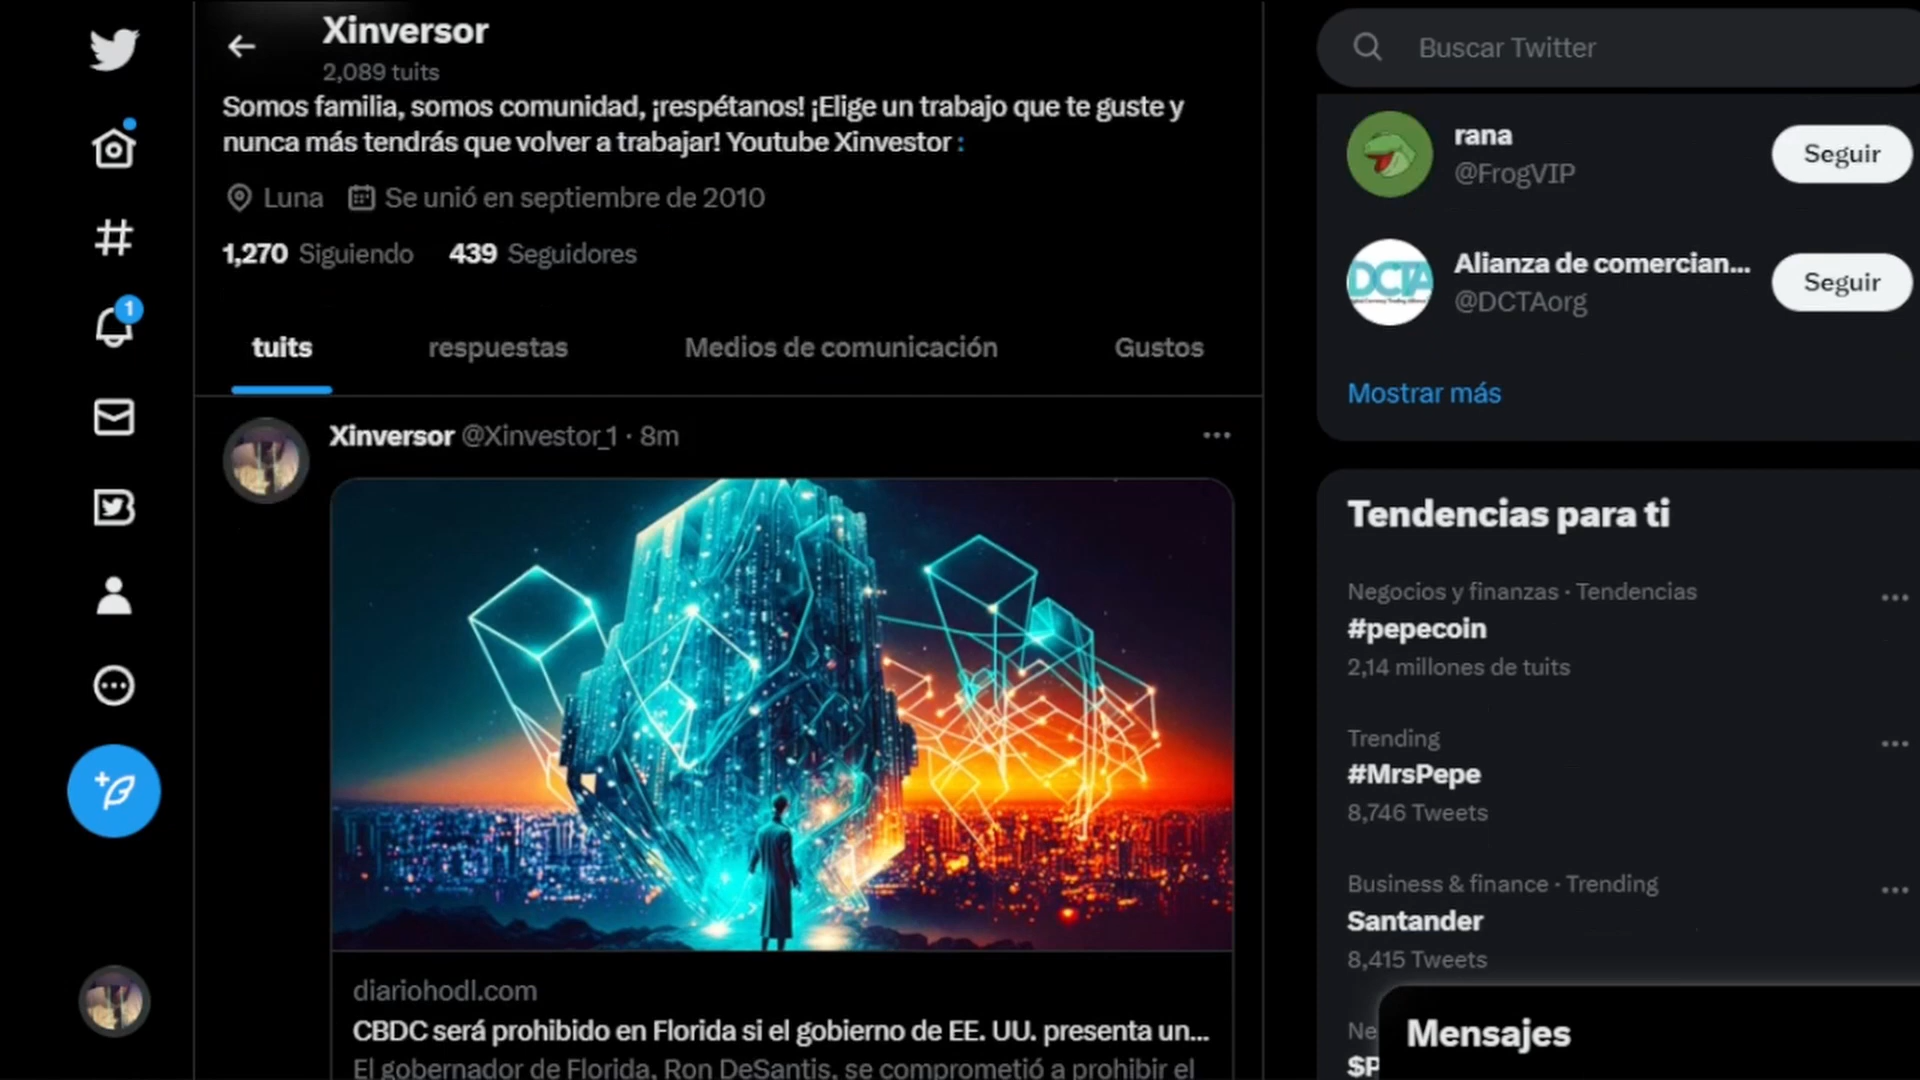 Xinversor
2,089 tuits
Somos familia, somos comunidad, ¡respétanos! ¡Elige un trabajo que te guste y
nunca más tendrás que volver a trabajar! Youtube Xinvestor :
Luna Se unió en septiembre de 2010
1,270 Siguiendo 439 Seguidores
tuits respuestas Medios de comunicación Gustos
Xinversor @Xinvestor_1 · 8m
diariohodl.com
CBDC será prohibido en Florida si el gobierno de EE. UU. presenta un...
El gobernador de Florida, Ron DeSantis, se comprometió a prohibir el
1
Buscar Twitter
rana
@FrogVIP
Seguir
DCTA
Alianza de comercian...
@DCTAorg
Seguir
Mostrar más
Tendencias para ti
Negocios y finanzas · Tendencias
#pepecoin
2,14 millones de tuits
Trending
#MrsPepe
8,746 Tweets
Business & finance · Trending
Santander
8,415 Tweets
Ne
$P
Mensajes